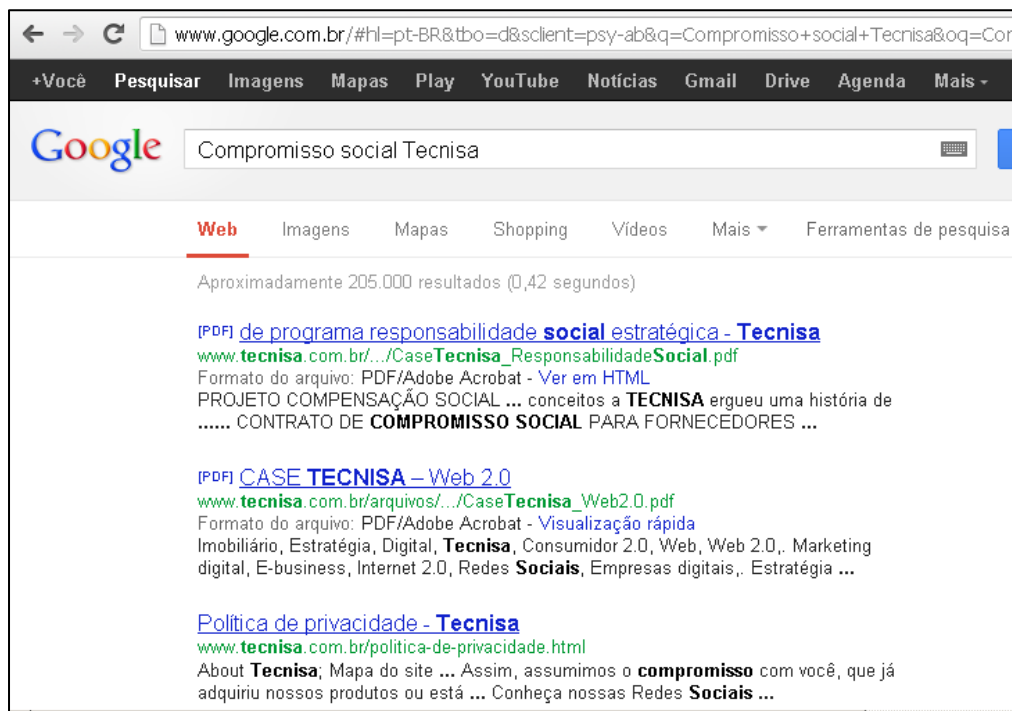 www.google.com.br/#hl=pt-BR&tbo=d&sclient=psy-ab&q=Compromisso+social+Tecnisa&oq=Cor
+Você Pesquisar Imagens Mapas Play YouTube Notícias Gmail Drive Agenda Mais
Google Compromisso social Tecnisa
Web Imagens Mapas Shopping Vídeos Mais Ferramentas de pesquisa
Aproximadamente 205.000 resultados (0,42 segundos)
[PDF] de programa responsabilidade social estratégica - Tecnisa
www.tecnisa.com.br/.../CaseTecnisa_ResponsabilidadeSocial.pdf
Formato do arquivo: PDF/Adobe Acrobat - Ver em HTML
PROJETO COMPENSAÇÃO SOCIAL ... conceitos a TECNISA ergueu uma história de
...... CONTRATO DE COMPROMISSO SOCIAL PARA FORNECEDORES ...
[PDF] CASE TECNISA – Web 2.0
www.tecnisa.com.br/arquivos/.../CaseTecnisa_Web2.0.pdf
Formato do arquivo: PDF/Adobe Acrobat - Visualização rápida
Imobiliário, Estratégia, Digital, Tecnisa, Consumidor 2.0, Web, Web 2.0,. Marketing
digital, E-business, Internet 2.0, Redes Sociais, Empresas digitais,. Estratégia ...
Política de privacidade - Tecnisa
www.tecnisa.com.br/politica-de-privacidade.html
About Tecnisa; Mapa do site ... Assim, assumimos o compromisso com você, que já
adquiriu nossos produtos ou está ... Conheça nossas Redes Sociais ...